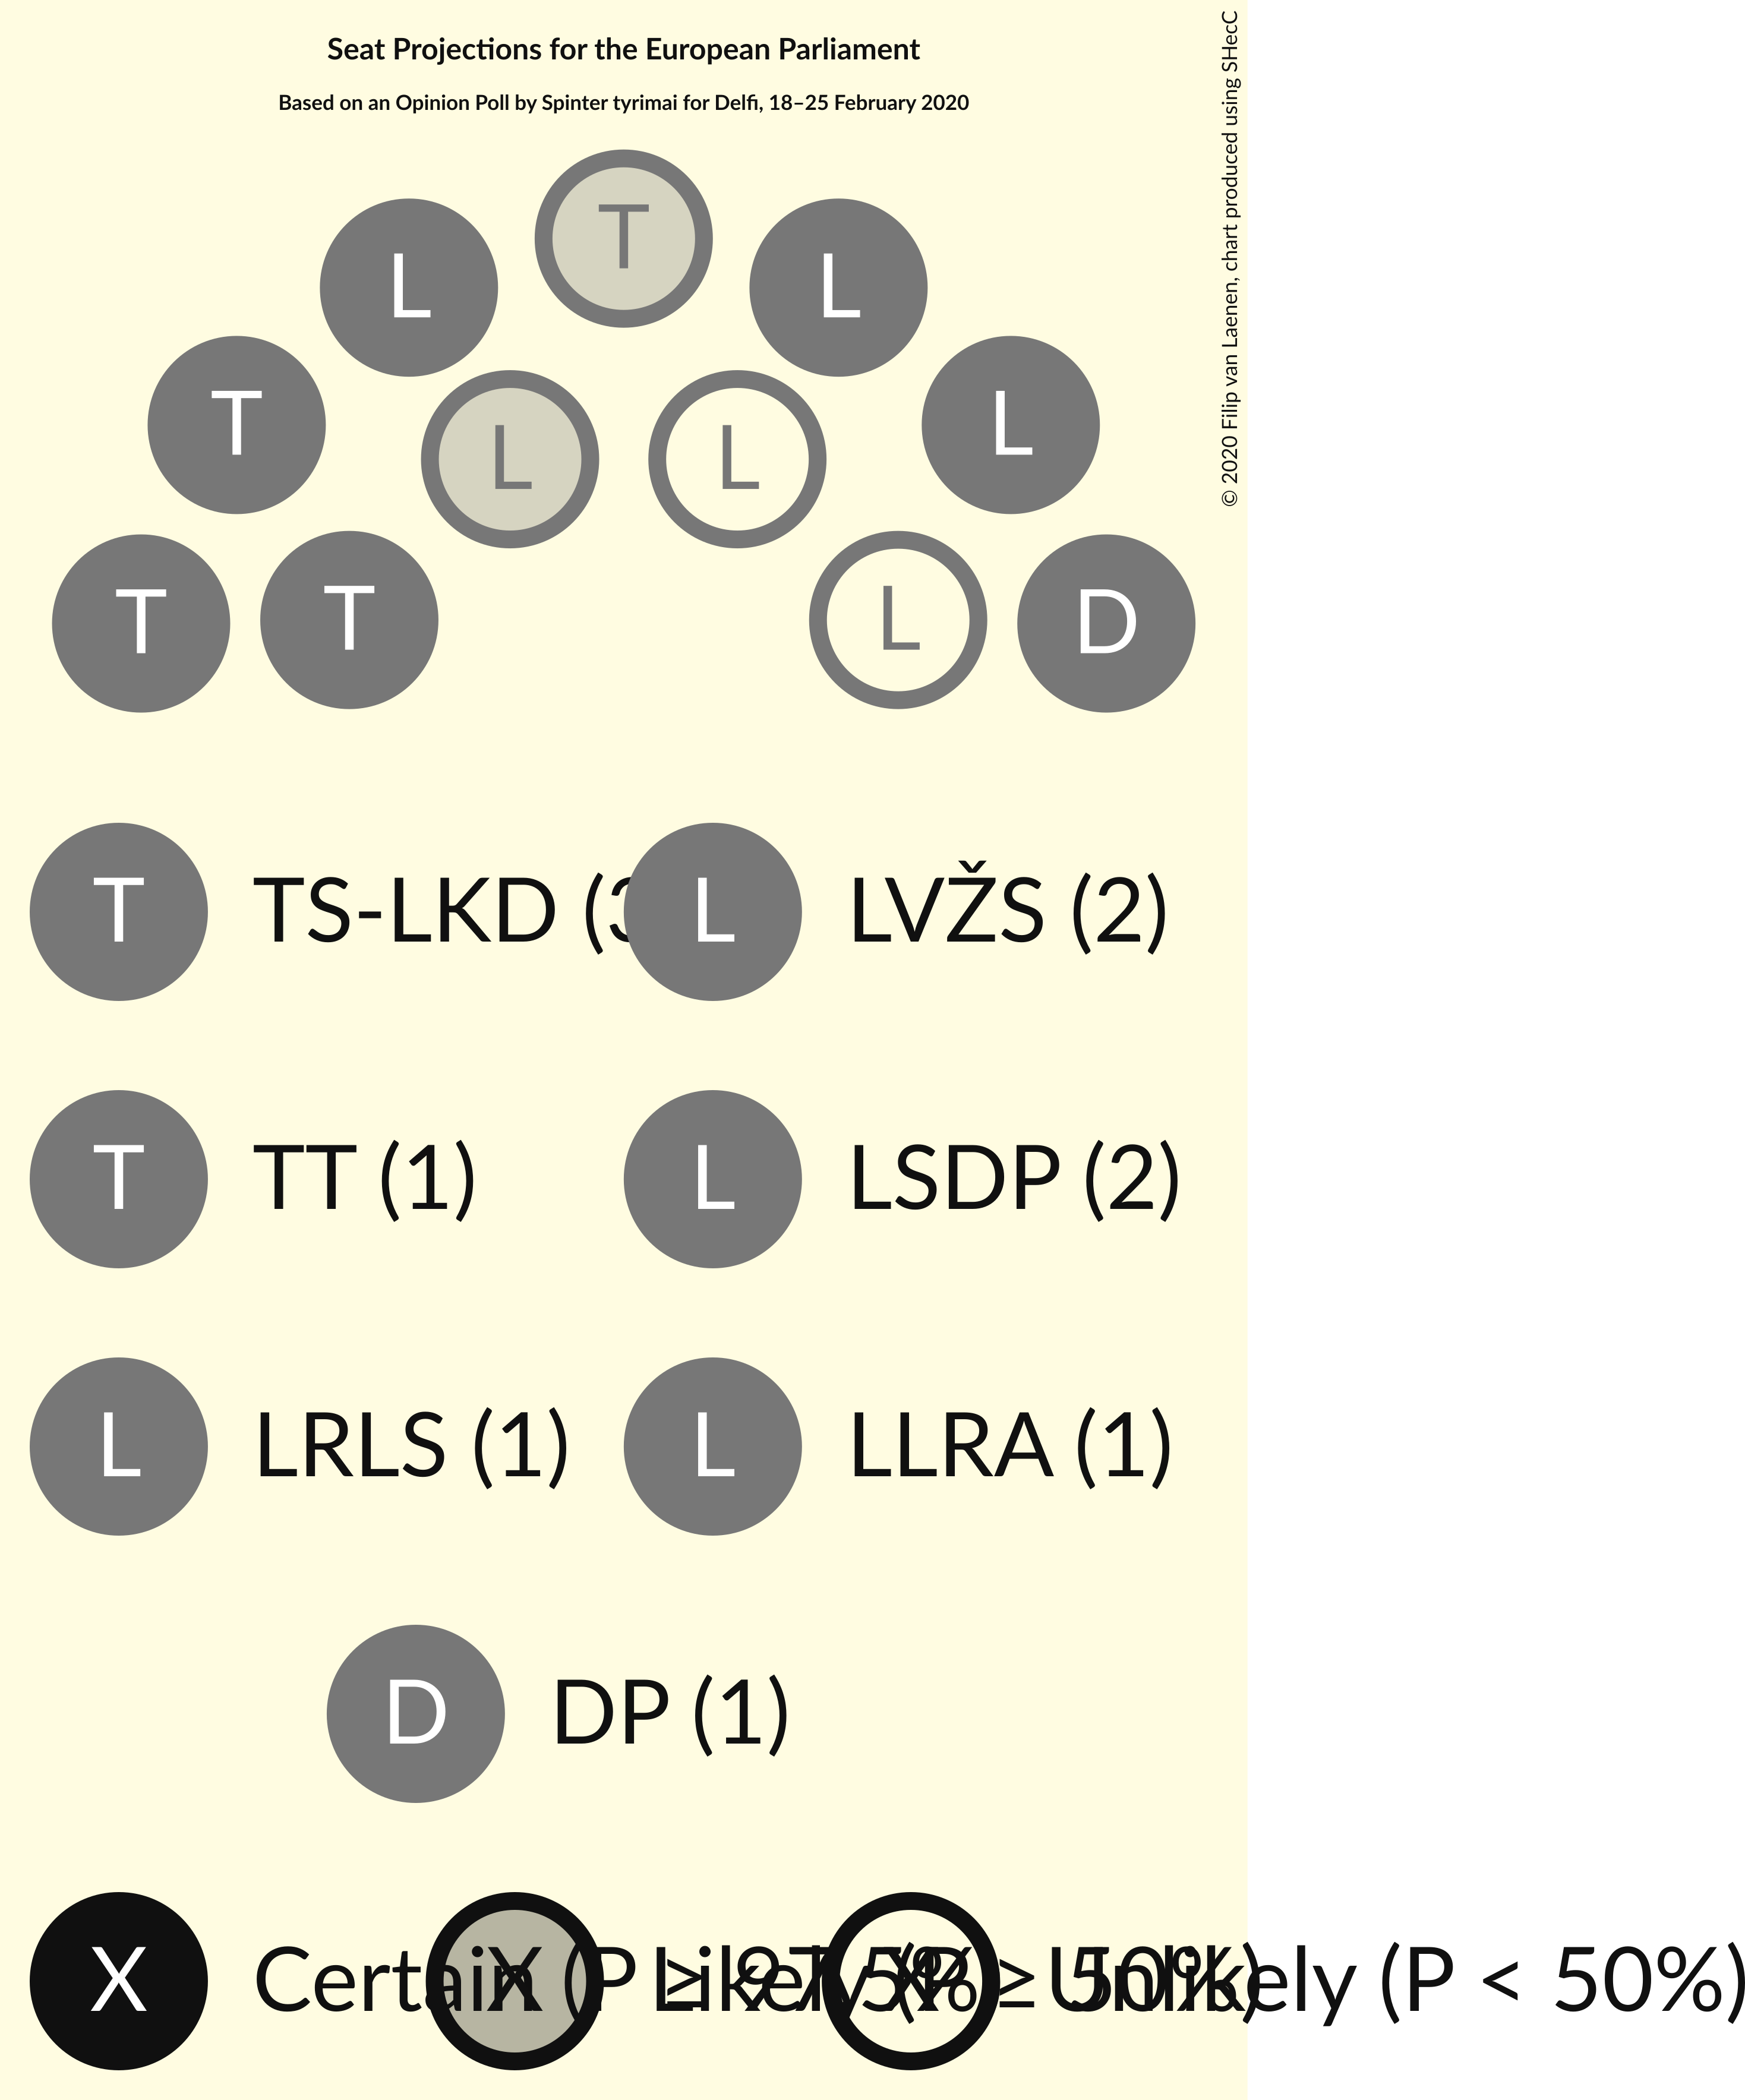 Seat Projections for the European Parliament
Based on an Opinion Poll by Spinter tyrimai for Delfi, 18–25 February 2020
© 2020 Filip van Laenen, chart produced using SHecC
T
L L
T L
L L
T T L D
T TS-LKD (3 L LVŽS (2)
T TT (1) L LSDP (2)
L LRLS (1) L LLRA (1)
D DP (1)
X Certain (P ≥ 97.5% X Likely (P ≥ 50%) X Unlikely (P < 50%)